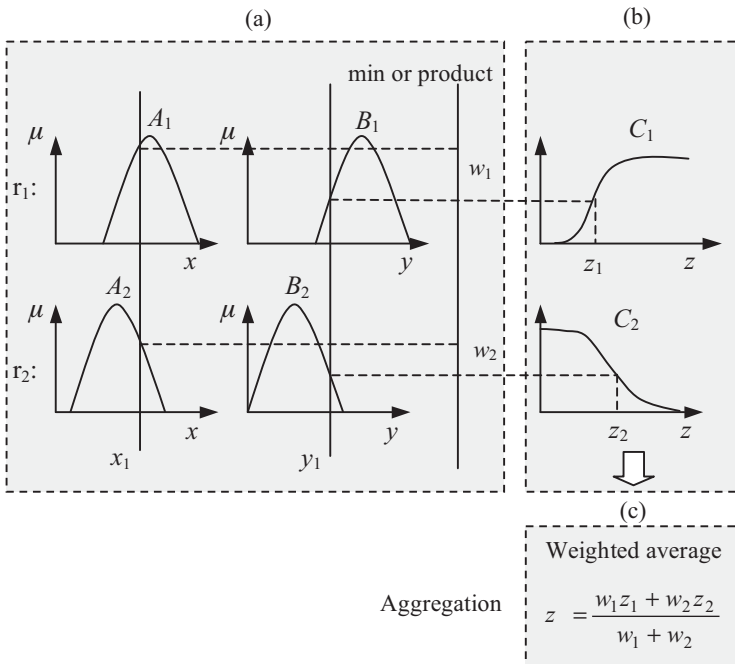 (a)
(b)
min or product
A1
B1
C1
μ
μ
w1
r1:
x
y
z1
z
A2
B2
C2
μ
μ
w2
r2:
x
y
z2
z
x1
y1
(c)
Weighted average
Aggregation
z = (w1z1 + w2z2) / (w1 + w2)